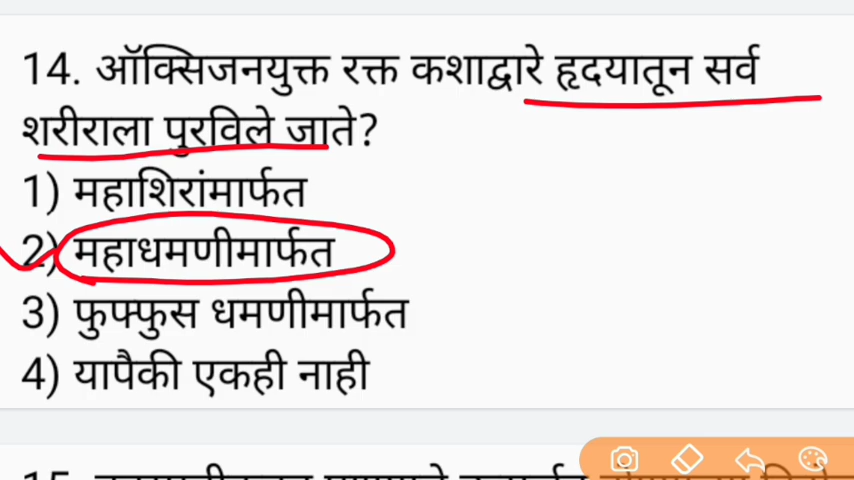 14. ऑक्सिजनयुक्त रक्त कशाद्वारे हृदयातून सर्व
शरीराला पुरविले जाते?
1) महाशिरांमार्फत
2) महाधमणीमार्फत
3) फुफ्फुस धमणीमार्फत
4) यापैकी एकही नाही
15.